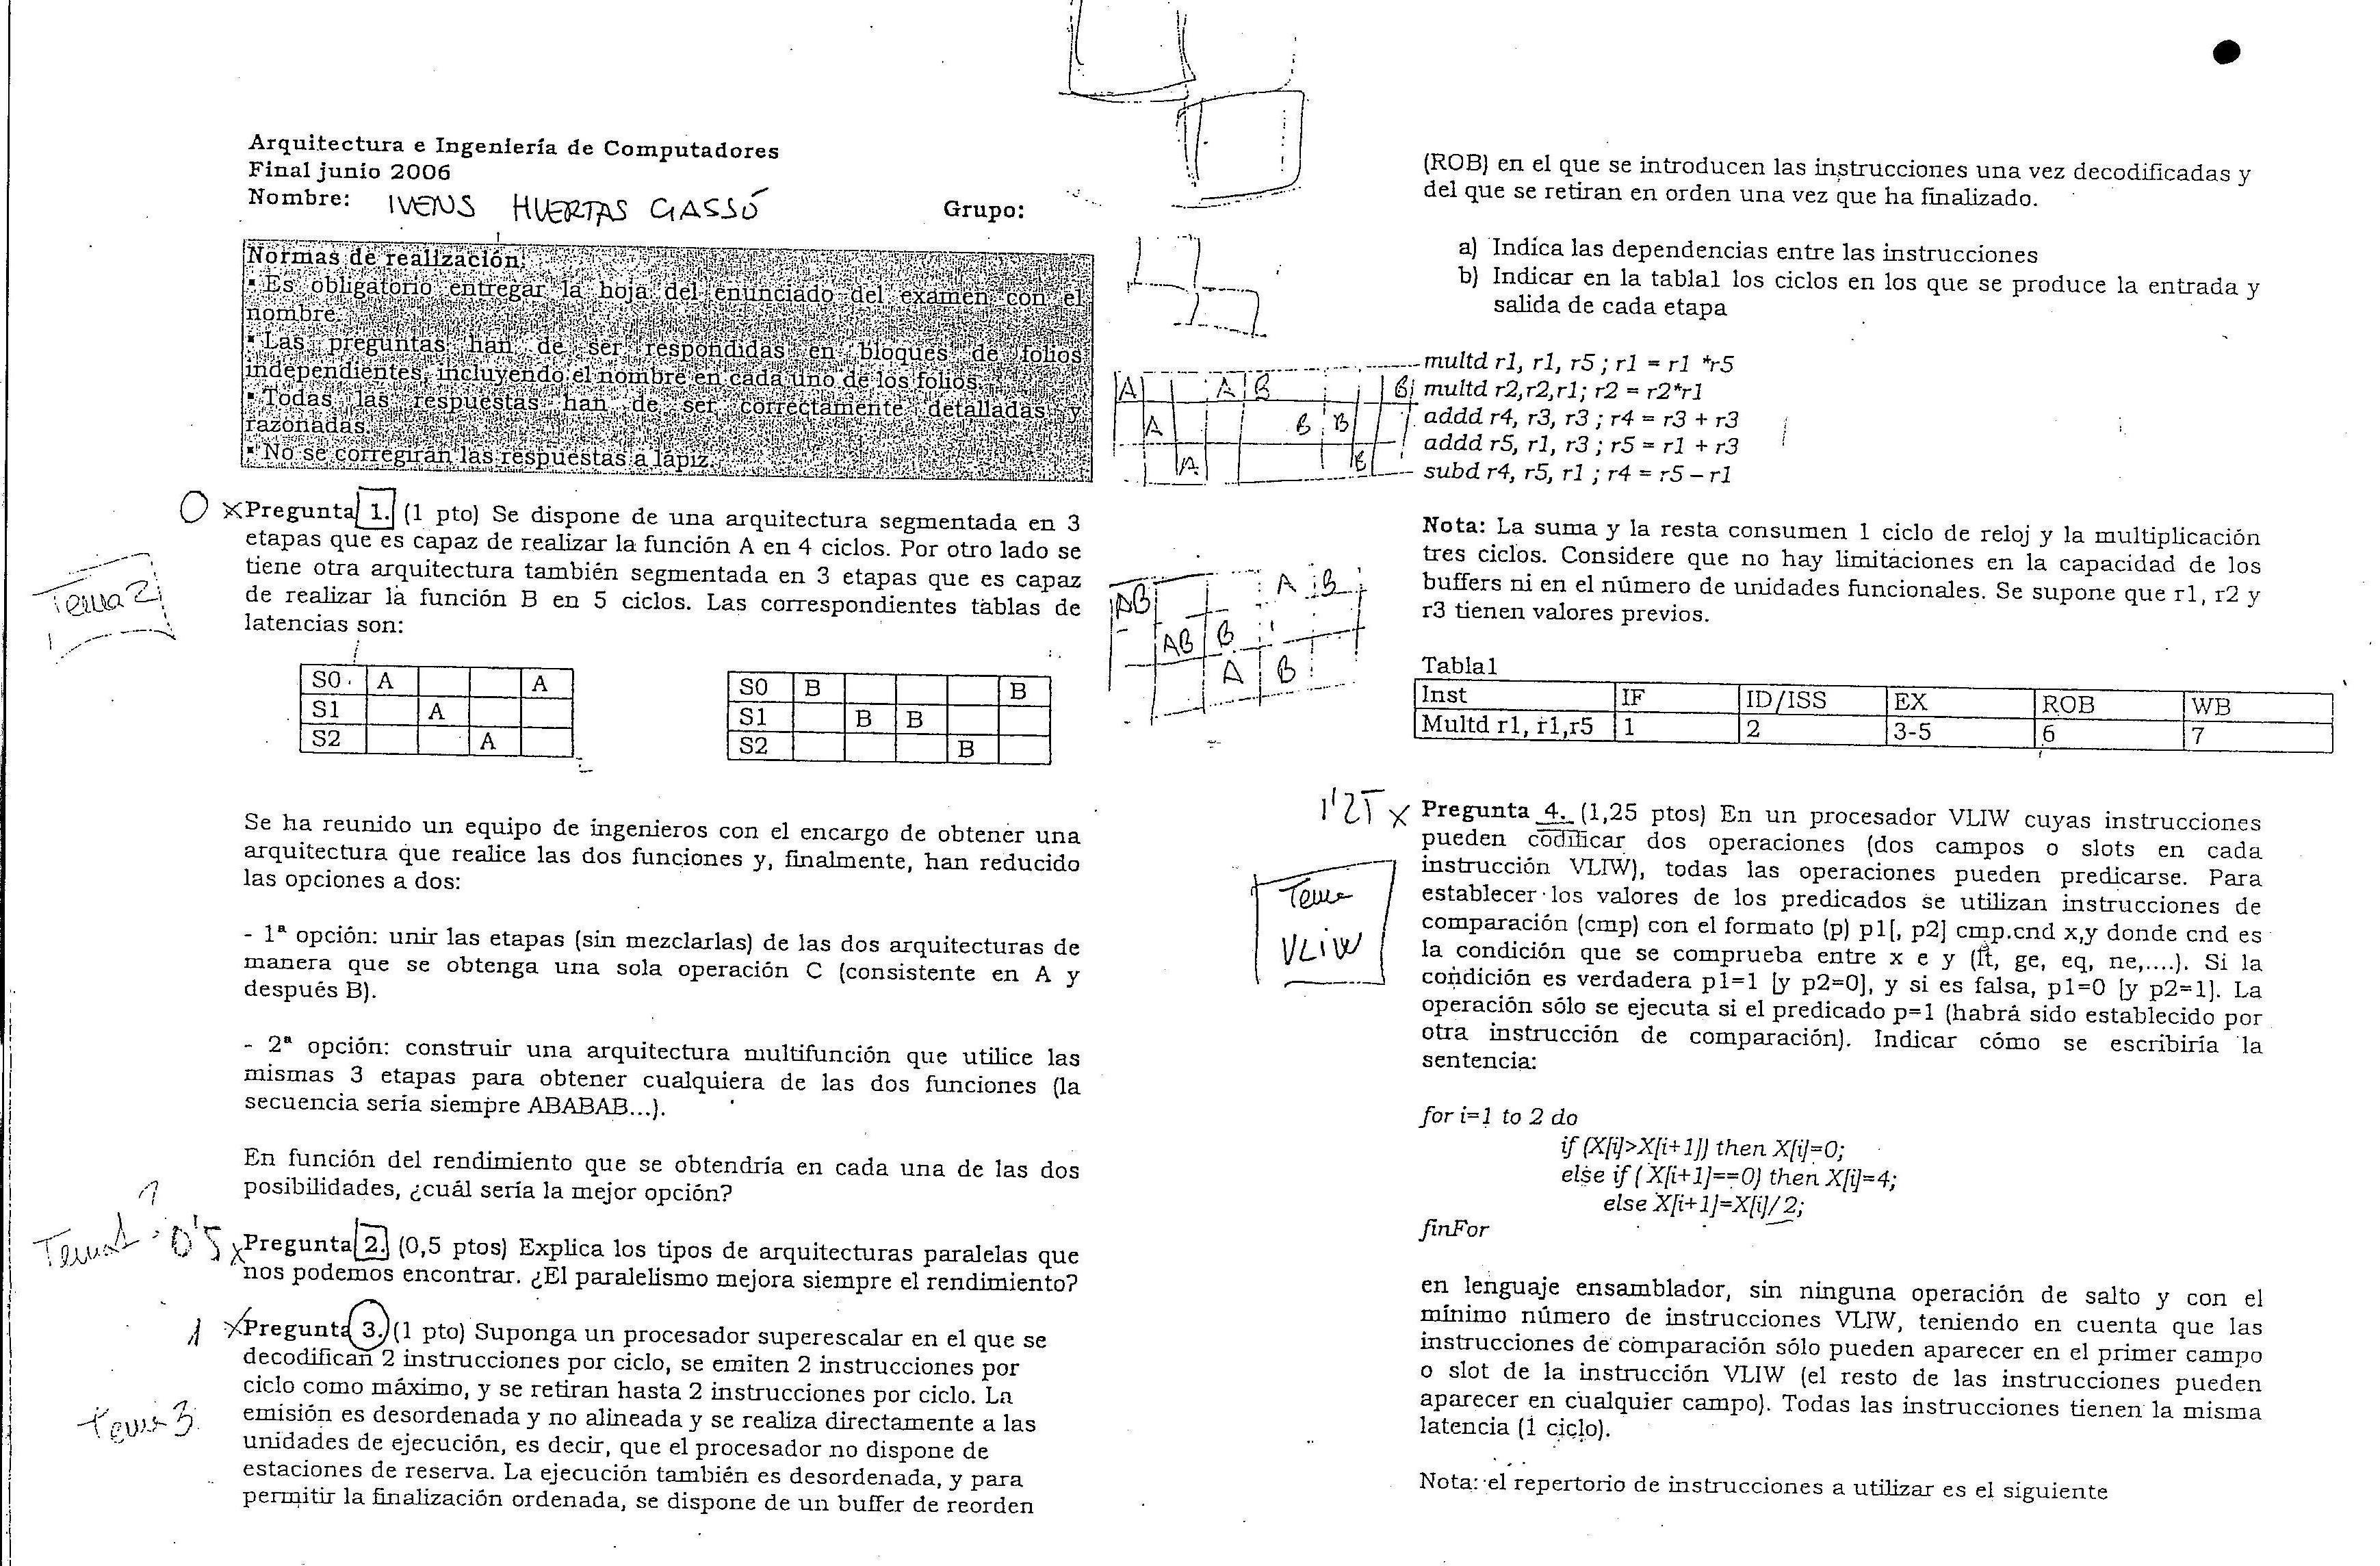 Arquitectura e Ingeniería de Computadores
Final junio 2006
Nombre: IVENS HUERTAS GASSÓ Grupo:
Normas de realización:
▪ Es obligatorio entregar la hoja del enunciado del examen con el
nombre.
▪ Las preguntas han de ser respondidas en bloques de folios
independientes, incluyendo el nombre en cada uno de los folios.
▪ Todas las respuestas han de ser correctamente detalladas y
razonadas.
▪ No se corregirán las respuestas a lápiz.
0 x Pregunta 1. (1 pto) Se dispone de una arquitectura segmentada en 3
etapas que es capaz de realizar la función A en 4 ciclos. Por otro lado se
tiene otra arquitectura también segmentada en 3 etapas que es capaz
de realizar la función B en 5 ciclos. Las correspondientes tablas de
latencias son:
Tema 2
S0 A A
S1 A
S2 A
S0 B B
S1 B B
S2 B
Se ha reunido un equipo de ingenieros con el encargo de obtener una
arquitectura que realice las dos funciones y, finalmente, han reducido
las opciones a dos:
- 1ª opción: unir las etapas (sin mezclarlas) de las dos arquitecturas de
manera que se obtenga una sola operación C (consistente en A y
después B).
- 2ª opción: construir una arquitectura multifunción que utilice las
mismas 3 etapas para obtener cualquiera de las dos funciones (la
secuencia sería siempre ABABAB...).
En función del rendimiento que se obtendría en cada una de las dos
posibilidades, ¿cuál sería la mejor opción?
Tema 1 ? 0'5 x Pregunta 2. (0,5 ptos) Explica los tipos de arquitecturas paralelas que
nos podemos encontrar. ¿El paralelismo mejora siempre el rendimiento?
1 x Pregunta 3. (1 pto) Suponga un procesador superescalar en el que se
decodifican 2 instrucciones por ciclo, se emiten 2 instrucciones por
ciclo como máximo, y se retiran hasta 2 instrucciones por ciclo. La
Tema 3
emisión es desordenada y no alineada y se realiza directamente a las
unidades de ejecución, es decir, que el procesador no dispone de
estaciones de reserva. La ejecución también es desordenada, y para
permitir la finalización ordenada, se dispone de un buffer de reorden
A A B B
A B B
A B
AB A B
AB B
A B
(ROB) en el que se introducen las instrucciones una vez decodificadas y
del que se retiran en orden una vez que ha finalizado.
a) Indica las dependencias entre las instrucciones
b) Indicar en la tabla1 los ciclos en los que se produce la entrada y
salida de cada etapa
multd r1, r1, r5 ; r1 = r1 *r5
multd r2,r2,r1; r2 = r2*r1
addd r4, r3, r3 ; r4 = r3 + r3
addd r5, r1, r3 ; r5 = r1 + r3
subd r4, r5, r1 ; r4 = r5 – r1
Nota: La suma y la resta consumen 1 ciclo de reloj y la multiplicación
tres ciclos. Considere que no hay limitaciones en la capacidad de los
buffers ni en el número de unidades funcionales. Se supone que r1, r2 y
r3 tienen valores previos.
Tabla1
Inst IF ID/ISS EX ROB WB
Multd r1, r1,r5 1 2 3-5 6 7
1'25 x Pregunta 4. (1,25 ptos) En un procesador VLIW cuyas instrucciones
pueden codificar dos operaciones (dos campos o slots en cada
instrucción VLIW), todas las operaciones pueden predicarse. Para
establecer los valores de los predicados se utilizan instrucciones de
comparación (cmp) con el formato (p) p1[, p2] cmp.cnd x,y donde cnd es
la condición que se comprueba entre x e y (lt, ge, eq, ne,....). Si la
condición es verdadera p1=1 [y p2=0], y si es falsa, p1=0 [y p2=1]. La
operación sólo se ejecuta si el predicado p=1 (habrá sido establecido por
otra instrucción de comparación). Indicar cómo se escribiría la
sentencia:
Tema
VLIW
for i=1 to 2 do
if (X[i]>X[i+1]) then X[i]=0;
else if ( X[i+1]==0) then X[i]=4;
else X[i+1]=X[i]/2;
finFor
en lenguaje ensamblador, sin ninguna operación de salto y con el
mínimo número de instrucciones VLIW, teniendo en cuenta que las
instrucciones de comparación sólo pueden aparecer en el primer campo
o slot de la instrucción VLIW (el resto de las instrucciones pueden
aparecer en cualquier campo). Todas las instrucciones tienen la misma
latencia (1 ciclo).
Nota: el repertorio de instrucciones a utilizar es el siguiente